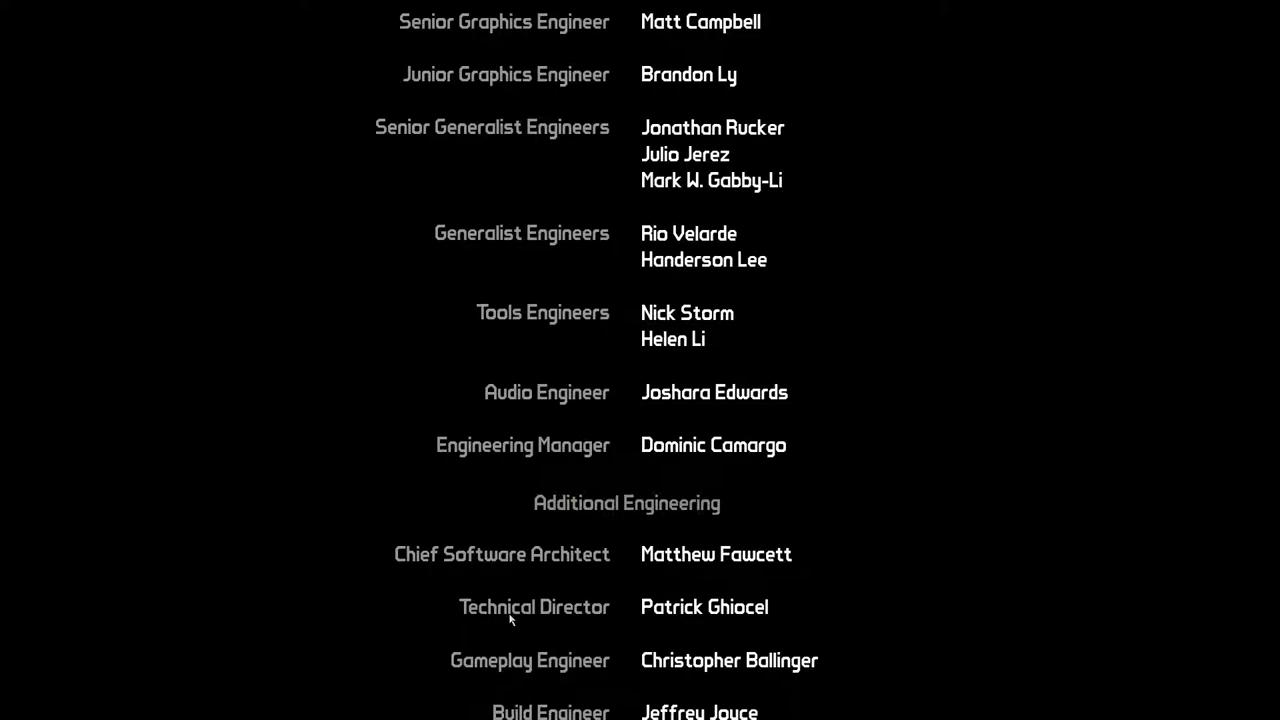 Senior Graphics Engineer Matt Campbell
Junior Graphics Engineer Brandon Ly
Senior Generalist Engineers Jonathan Rucker
Julio Jerez
Mark W. Gabby-Li
Generalist Engineers Rio Velarde
Handerson Lee
Tools Engineers Nick Storm
Helen Li
Audio Engineer Joshara Edwards
Engineering Manager Dominic Camargo
Additional Engineering
Chief Software Architect Matthew Fawcett
Technical Director Patrick Ghiocel
Gameplay Engineer Christopher Ballinger
Build Engineer Jeffrey Joyce